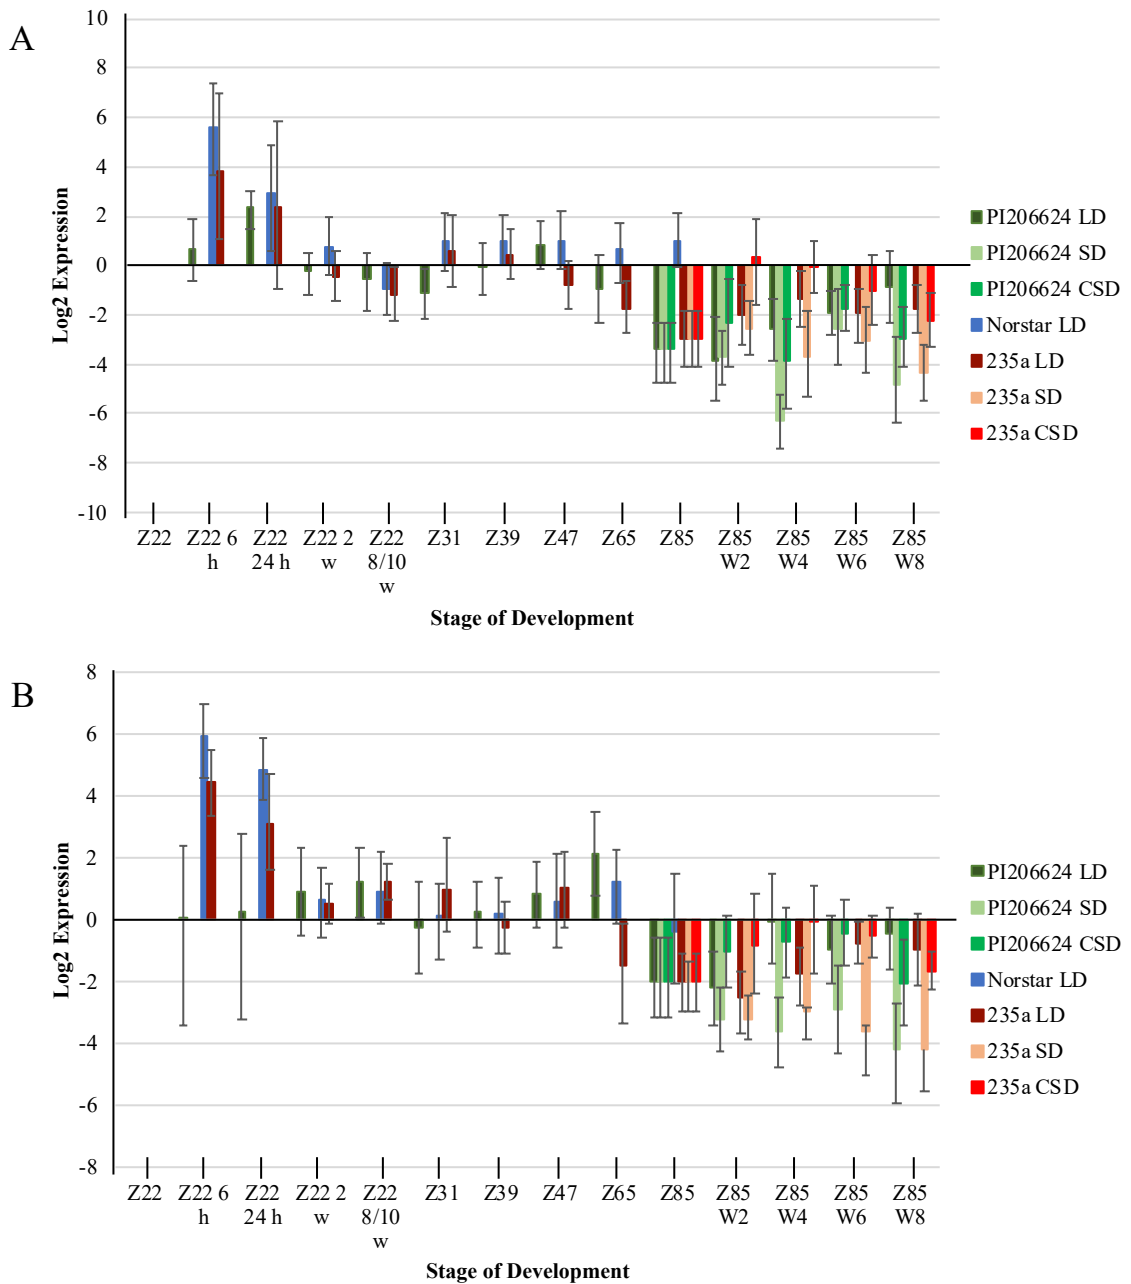 A
10
8
6
4
2
0
-2
-4
-6
-8
-10
Log2 Expression
Z22
Z22 6 h
Z22 24 h
Z22 2 w
Z22 8/10 w
Z31
Z39
Z47
Z65
Z85
Z85 W2
Z85 W4
Z85 W6
Z85 W8
Stage of Development
PI206624 LD
PI206624 SD
PI206624 CSD
Norstar LD
235a LD
235a SD
235a CSD
B
8
6
4
2
0
-2
-4
-6
-8
Log2 Expression
Z22
Z22 6 h
Z22 24 h
Z22 2 w
Z22 8/10 w
Z31
Z39
Z47
Z65
Z85
Z85 W2
Z85 W4
Z85 W6
Z85 W8
Stage of Development
PI206624 LD
PI206624 SD
PI206624 CSD
Norstar LD
235a LD
235a SD
235a CSD